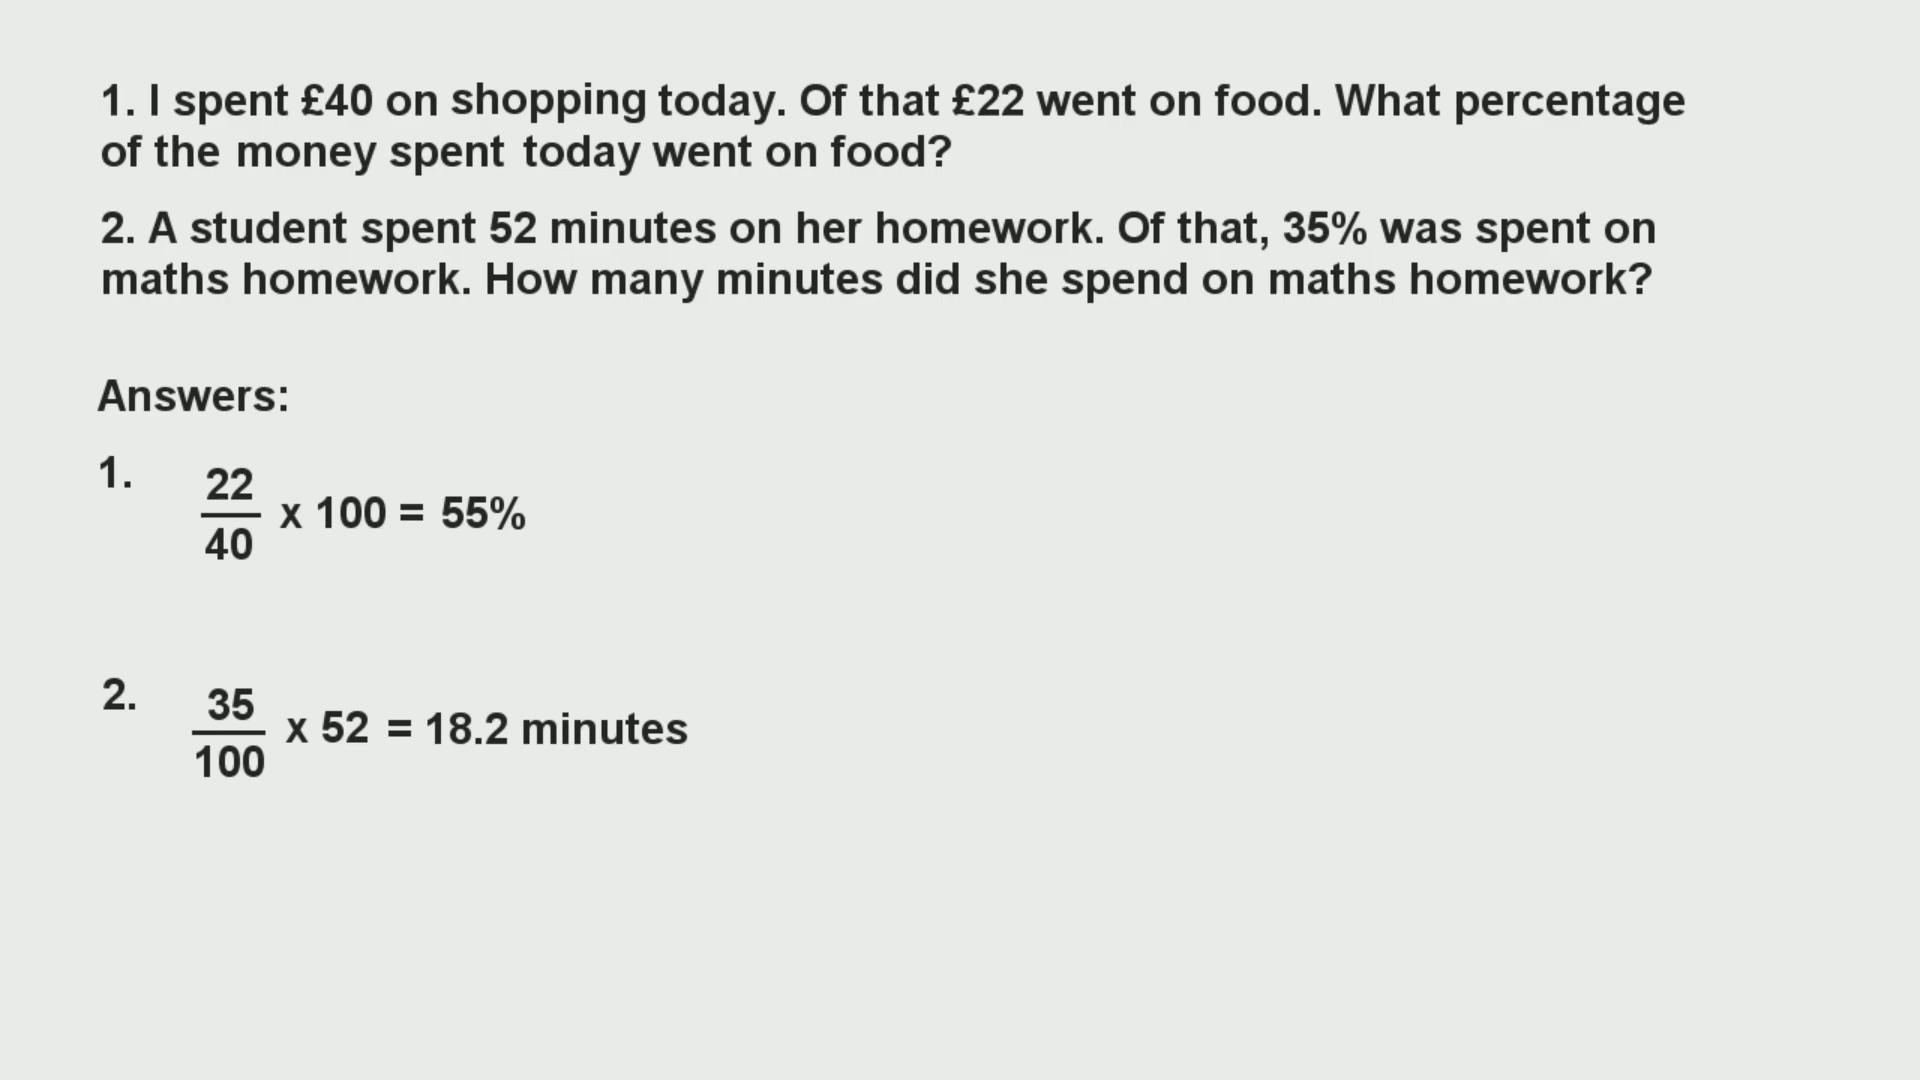 1. I spent £40 on shopping today. Of that £22 went on food. What percentage
of the money spent today went on food?
2. A student spent 52 minutes on her homework. Of that, 35% was spent on
maths homework. How many minutes did she spend on maths homework?
Answers:
1. 22/40 x 100 = 55%
2. 35/100 x 52 = 18.2 minutes